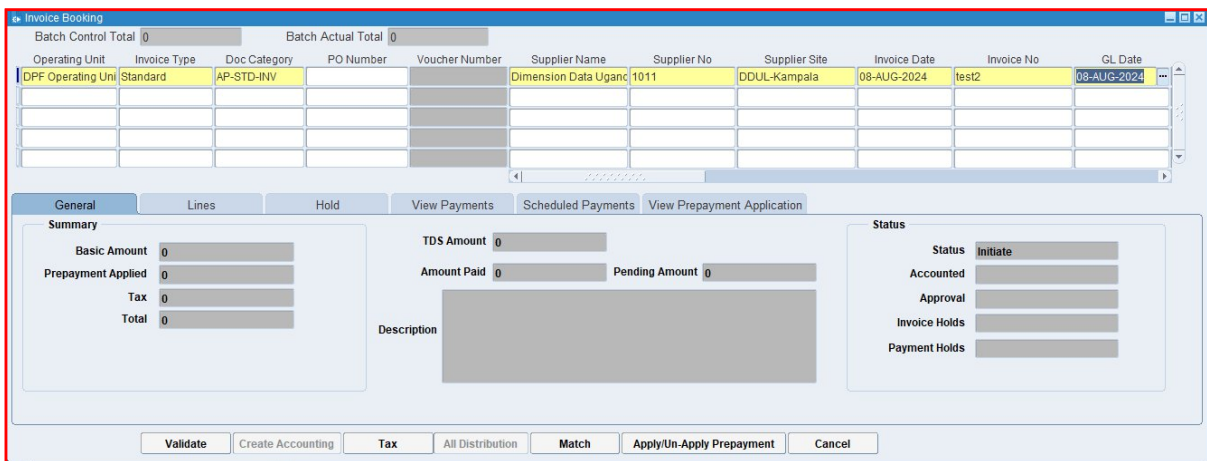 Invoice Booking
Batch Control Total 0 Batch Actual Total 0
Operating Unit Invoice Type Doc Category PO Number Voucher Number Supplier Name Supplier No Supplier Site Invoice Date Invoice No GL Date
DPF Operating Uni Standard AP-STD-INV Dimension Data Ugand 1011 DDUL-Kampala 08-AUG-2024 test2 08-AUG-2024 ...
General Lines Hold View Payments Scheduled Payments View Prepayment Application
Summary Status
Basic Amount 0 TDS Amount 0 Status Initiate
Prepayment Applied 0 Amount Paid 0 Pending Amount 0 Accounted
Tax 0 Approval
Total 0 Description Invoice Holds
Payment Holds
Validate Create Accounting Tax All Distribution Match Apply/Un-Apply Prepayment Cancel